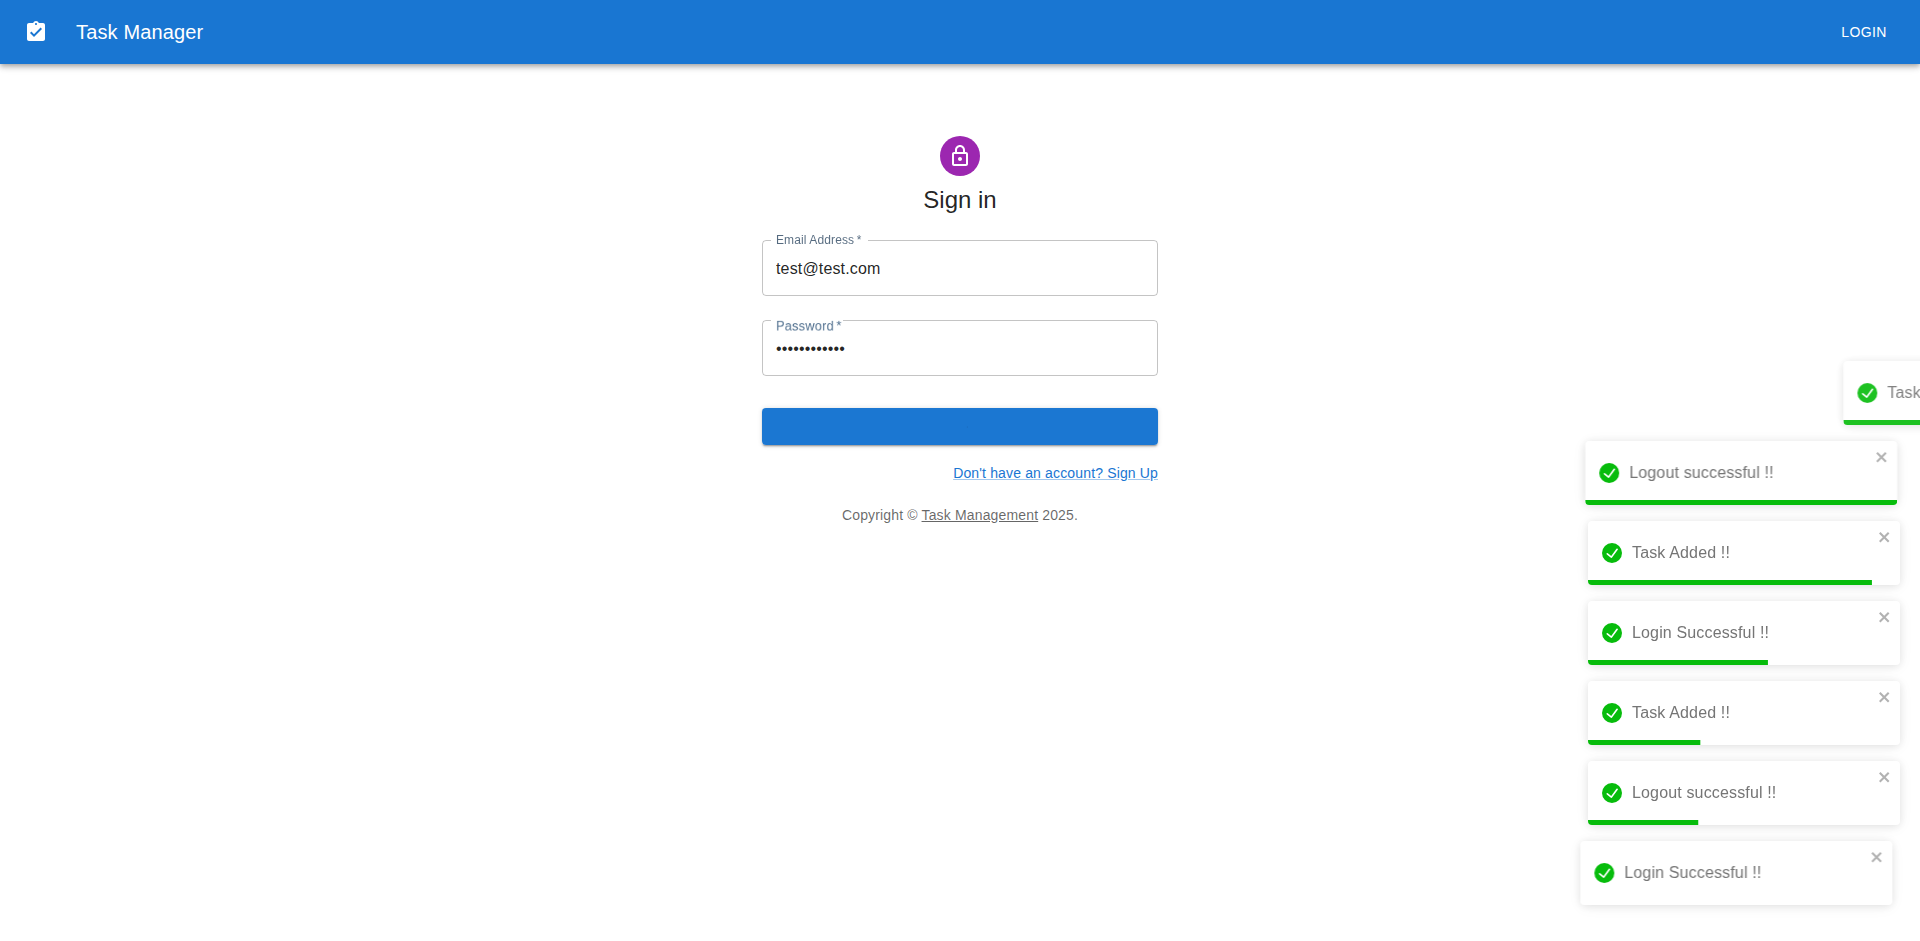 Task Manager
LOGIN
Sign in
Email Address *
test@test.com
Password *
••••••••••••
Don't have an account? Sign Up
Copyright © Task Management 2025.
Task
Logout successful !!
Task Added !!
Login Successful !!
Task Added !!
Logout successful !!
Login Successful !!